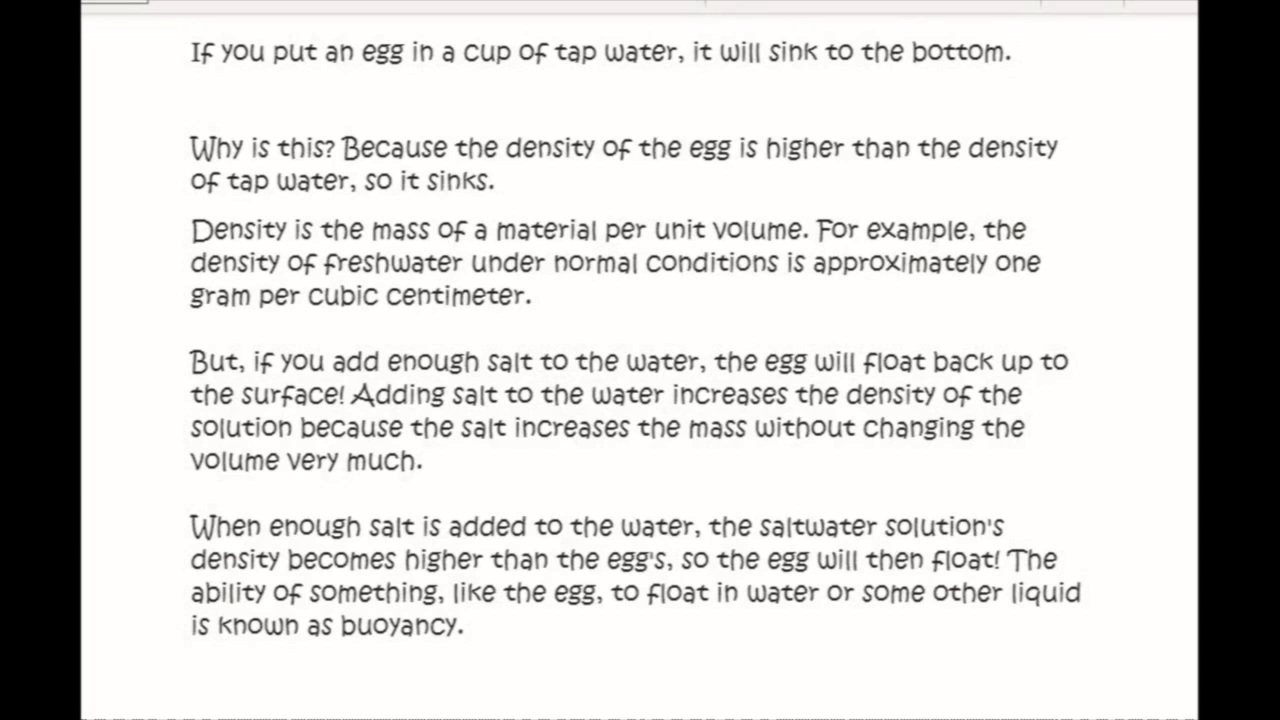 If you put an egg in a cup of tap water, it will sink to the bottom.
Why is this? Because the density of the egg is higher than the density
of tap water, so it sinks.
Density is the mass of a material per unit volume. For example, the
density of freshwater under normal conditions is approximately one
gram per cubic centimeter.
But, if you add enough salt to the water, the egg will float back up to
the surface! Adding salt to the water increases the density of the
solution because the salt increases the mass without changing the
volume very much.
When enough salt is added to the water, the saltwater solution's
density becomes higher than the egg's, so the egg will then float! The
ability of something, like the egg, to float in water or some other liquid
is known as buoyancy.